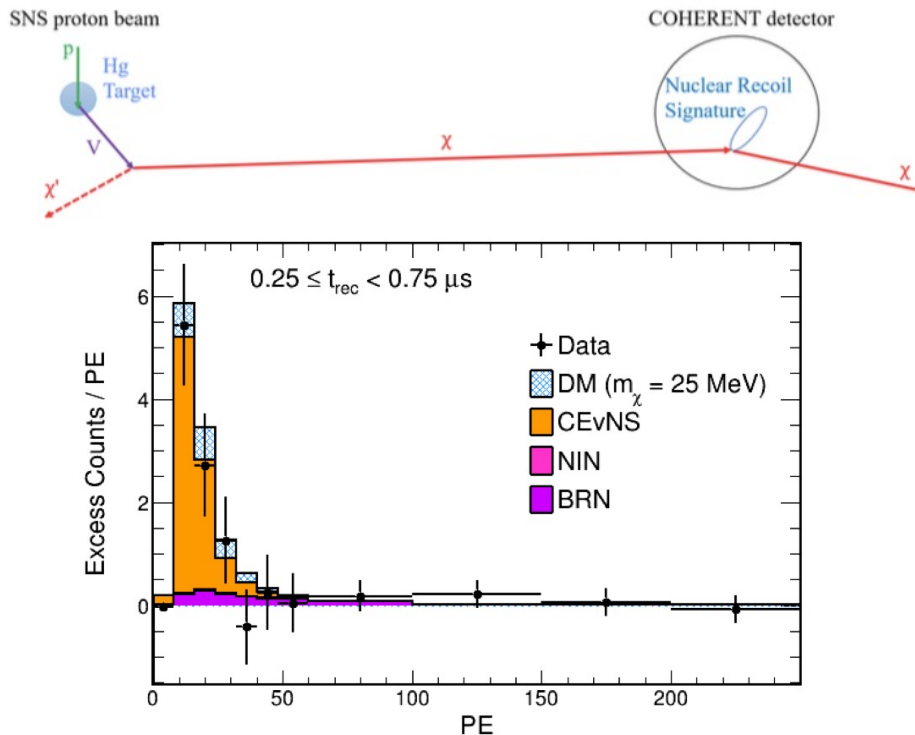 SNS proton beam
COHERENT detector
p
Hg
Target
Nuclear Recoil
Signature
V
χ
χ
χ'
0.25 ≤ t_rec < 0.75 μs
Data
DM (m_χ = 25 MeV)
CEvNS
NIN
BRN
Excess Counts / PE
6
4
2
0
0
50
100
150
200
PE